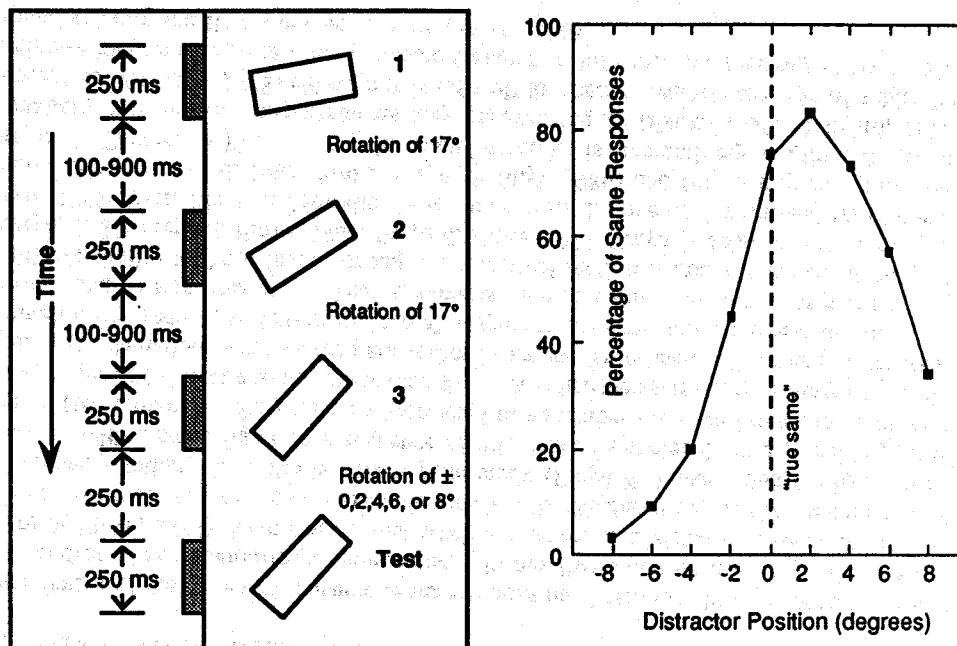 250 ms
1
Rotation of 17°
100-900 ms
2
250 ms
Time
Rotation of 17°
100-900 ms
3
250 ms
Rotation of ±
0,2,4,6, or 8°
250 ms
Test
250 ms
100
80
60
40
20
0
Percentage of Same Responses
"true same"
-8 -6 -4 -2 0 2 4 6 8
Distractor Position (degrees)